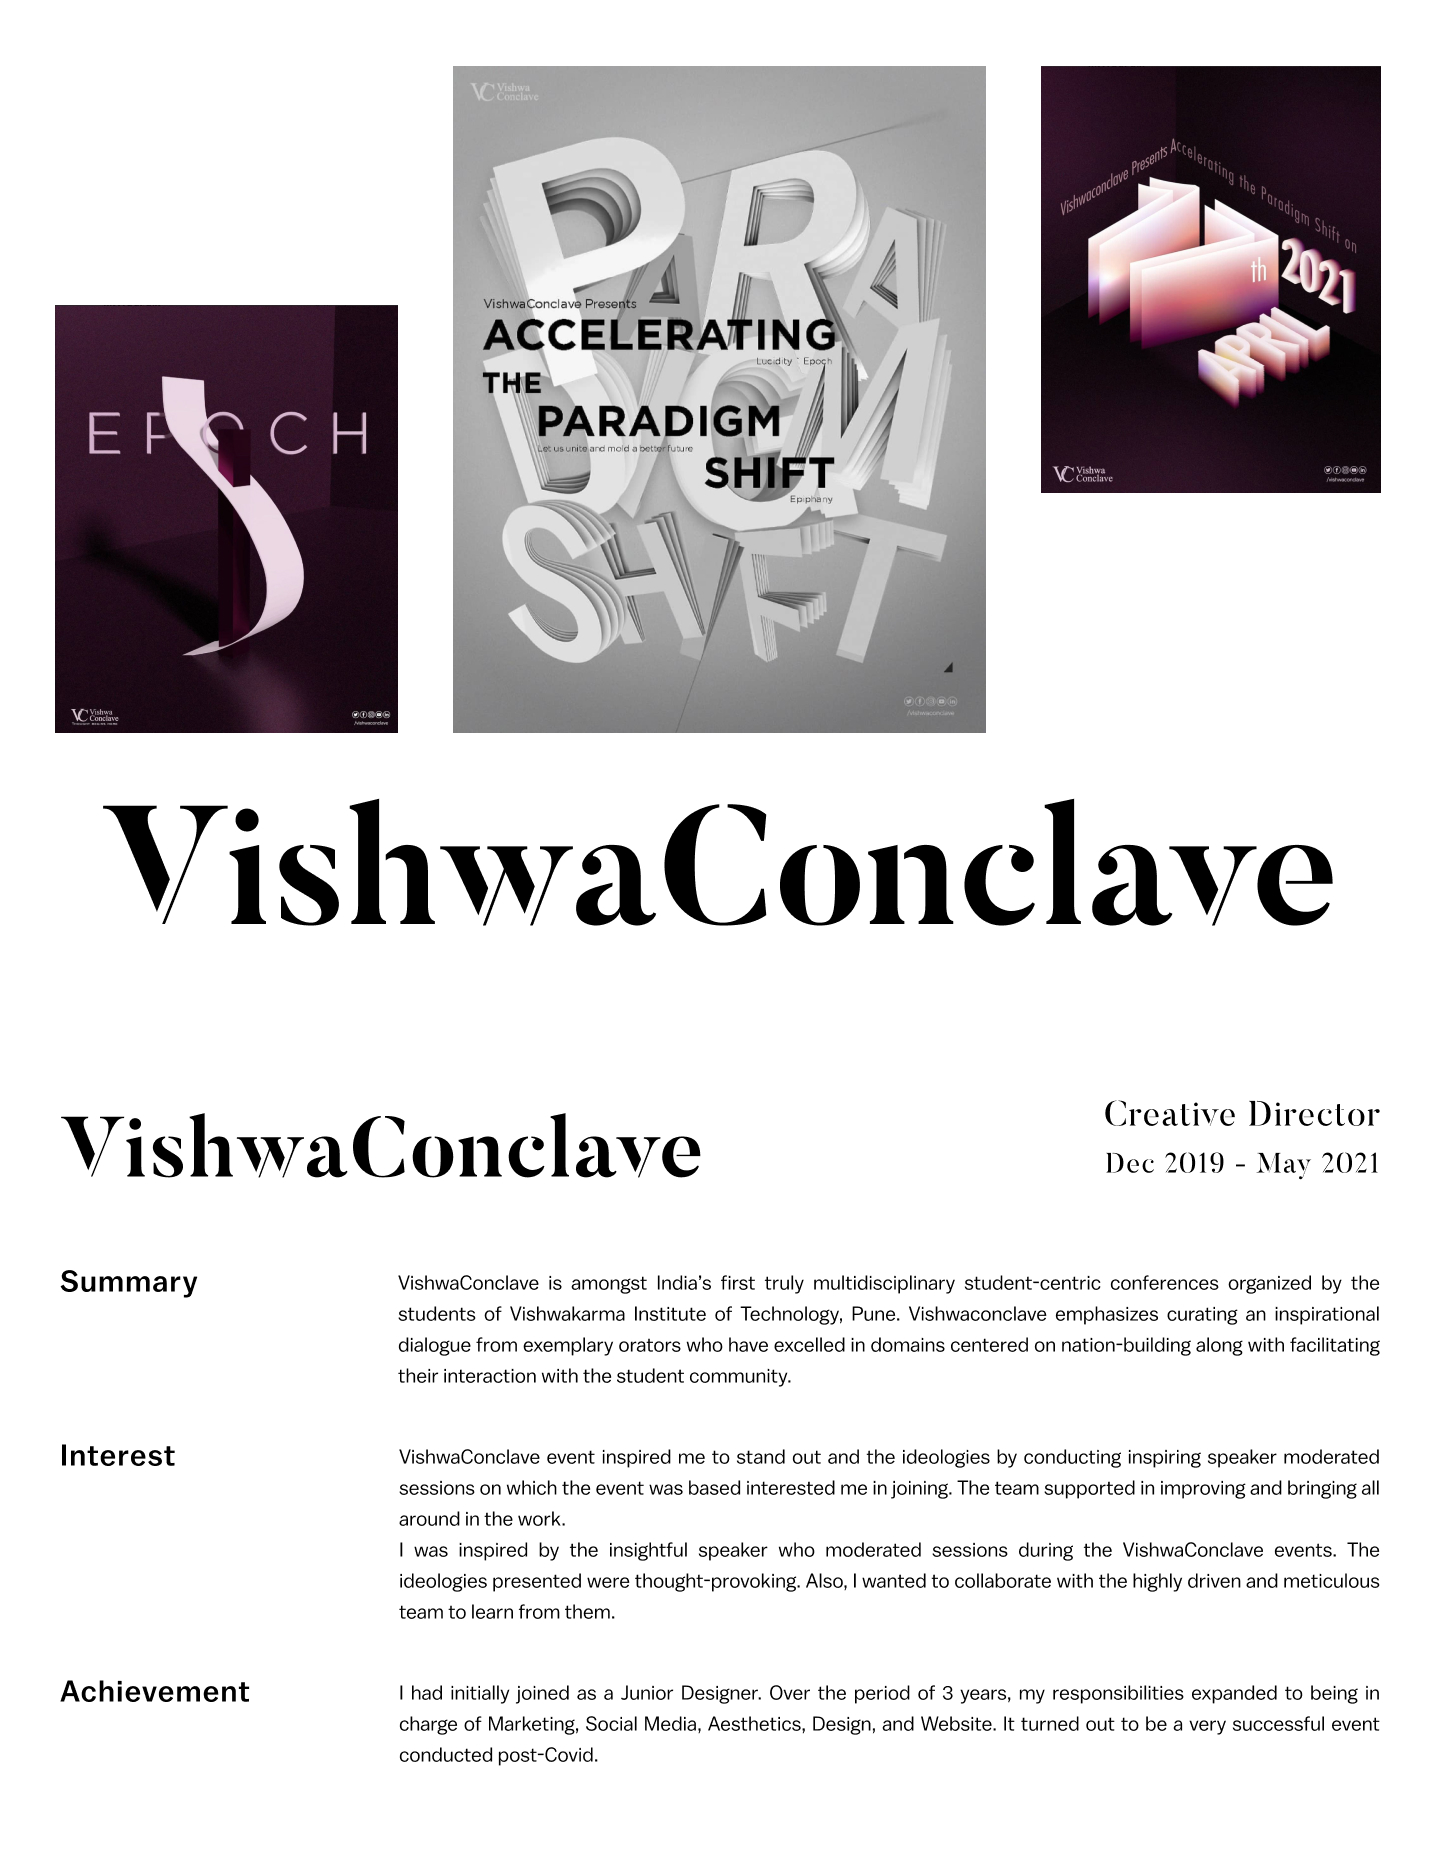 EPOCH
VC Vishwa
Conclave
/vishwaconclave
VC Vishwa
Conclave
VishwaConclave Presents
ACCELERATING
Lucidity ~ Epoch
THE
PARADIGM
Let us unite and mold a better future
SHIFT
Epiphany
PARADIGM
SHIFT
/vishwaconclave
Vishwaconclave Presents Accelerating the Paradigm Shift on
17th 2021
APRIL
VC Vishwa
Conclave
/vishwaconclave
VishwaConclave
VishwaConclave
Creative Director
Dec 2019 - May 2021
Summary
VishwaConclave is amongst India’s first truly multidisciplinary student-centric conferences organized by the
students of Vishwakarma Institute of Technology, Pune. Vishwaconclave emphasizes curating an inspirational
dialogue from exemplary orators who have excelled in domains centered on nation-building along with facilitating
their interaction with the student community.
Interest
VishwaConclave event inspired me to stand out and the ideologies by conducting inspiring speaker moderated
sessions on which the event was based interested me in joining. The team supported in improving and bringing all
around in the work.
I was inspired by the insightful speaker who moderated sessions during the VishwaConclave events. The
ideologies presented were thought-provoking. Also, I wanted to collaborate with the highly driven and meticulous
team to learn from them.
Achievement
I had initially joined as a Junior Designer. Over the period of 3 years, my responsibilities expanded to being in
charge of Marketing, Social Media, Aesthetics, Design, and Website. It turned out to be a very successful event
conducted post-Covid.